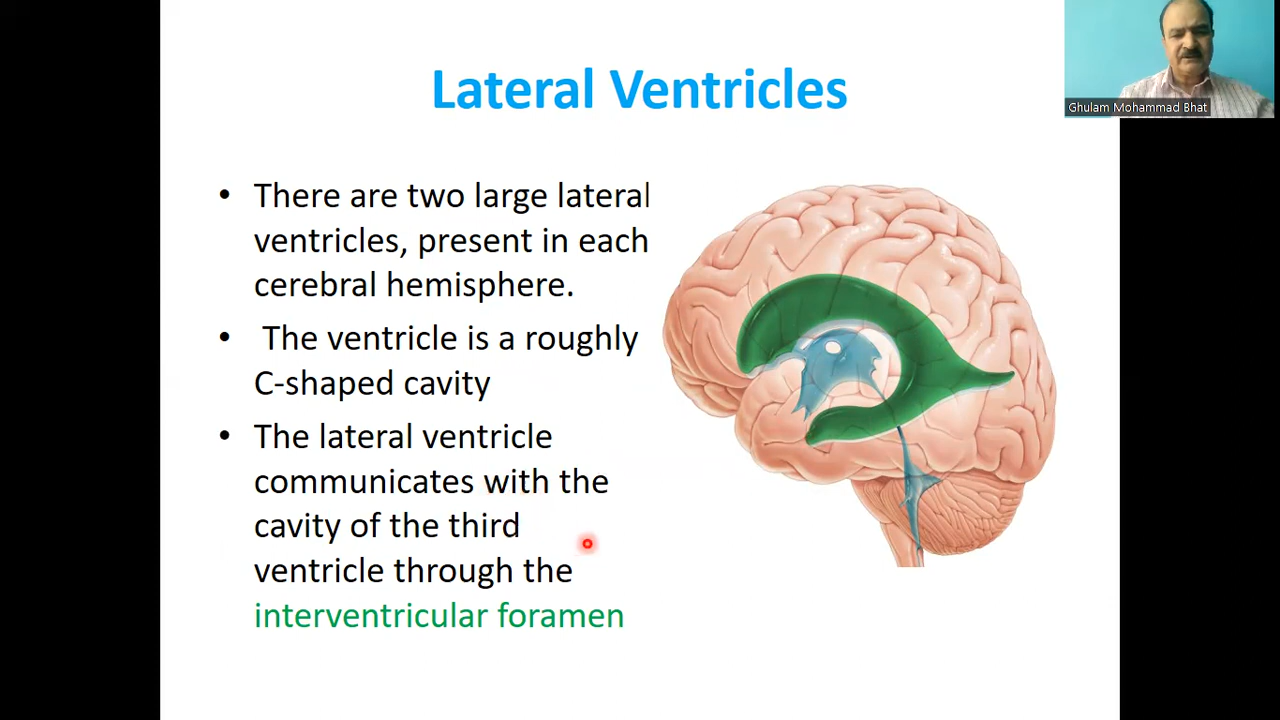 Lateral Ventricles
Ghulam Mohammad Bhat
• There are two large lateral
ventricles, present in each
cerebral hemisphere.
• The ventricle is a roughly
C-shaped cavity
• The lateral ventricle
communicates with the
cavity of the third
ventricle through the
interventricular foramen